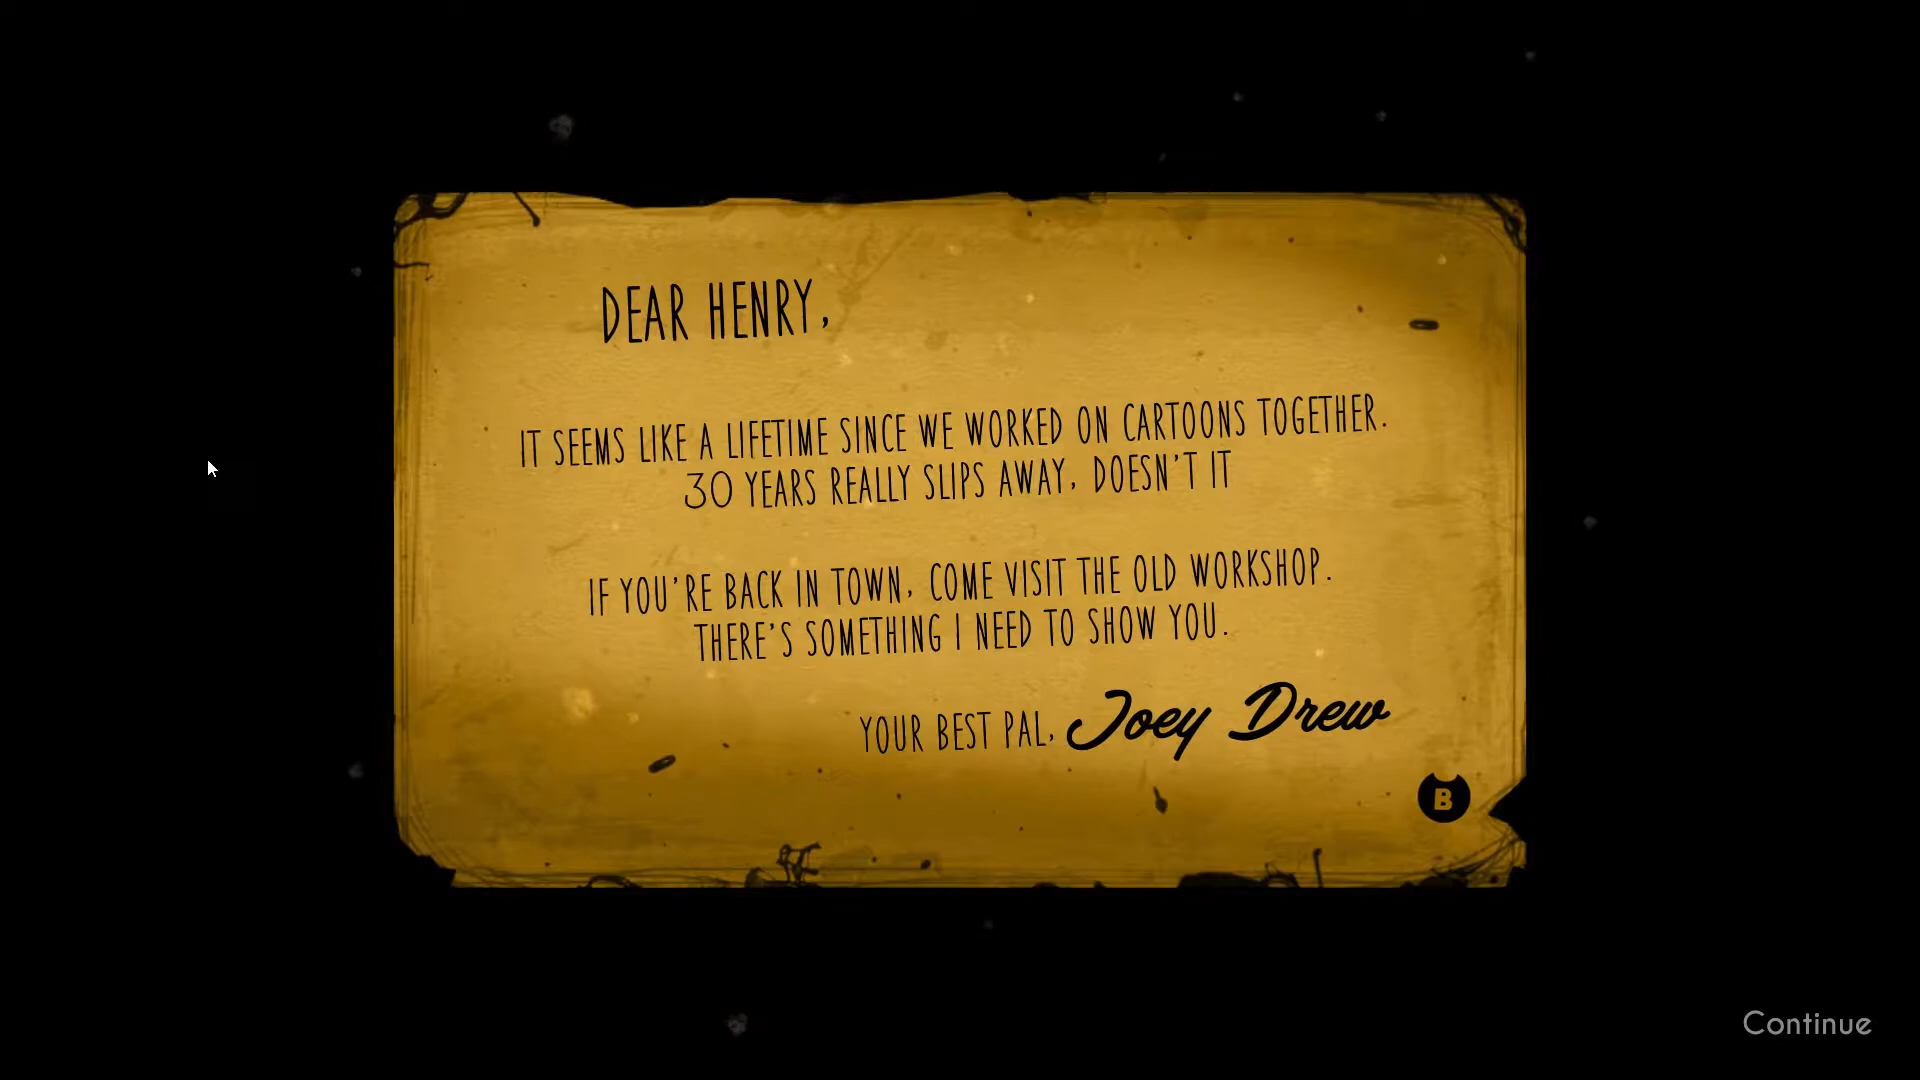 DEAR HENRY,
IT SEEMS LIKE A LIFETIME SINCE WE WORKED ON CARTOONS TOGETHER.
30 YEARS REALLY SLIPS AWAY, DOESN'T IT
IF YOU'RE BACK IN TOWN, COME VISIT THE OLD WORKSHOP.
THERE'S SOMETHING I NEED TO SHOW YOU.
YOUR BEST PAL, Joey Drew
B
Continue